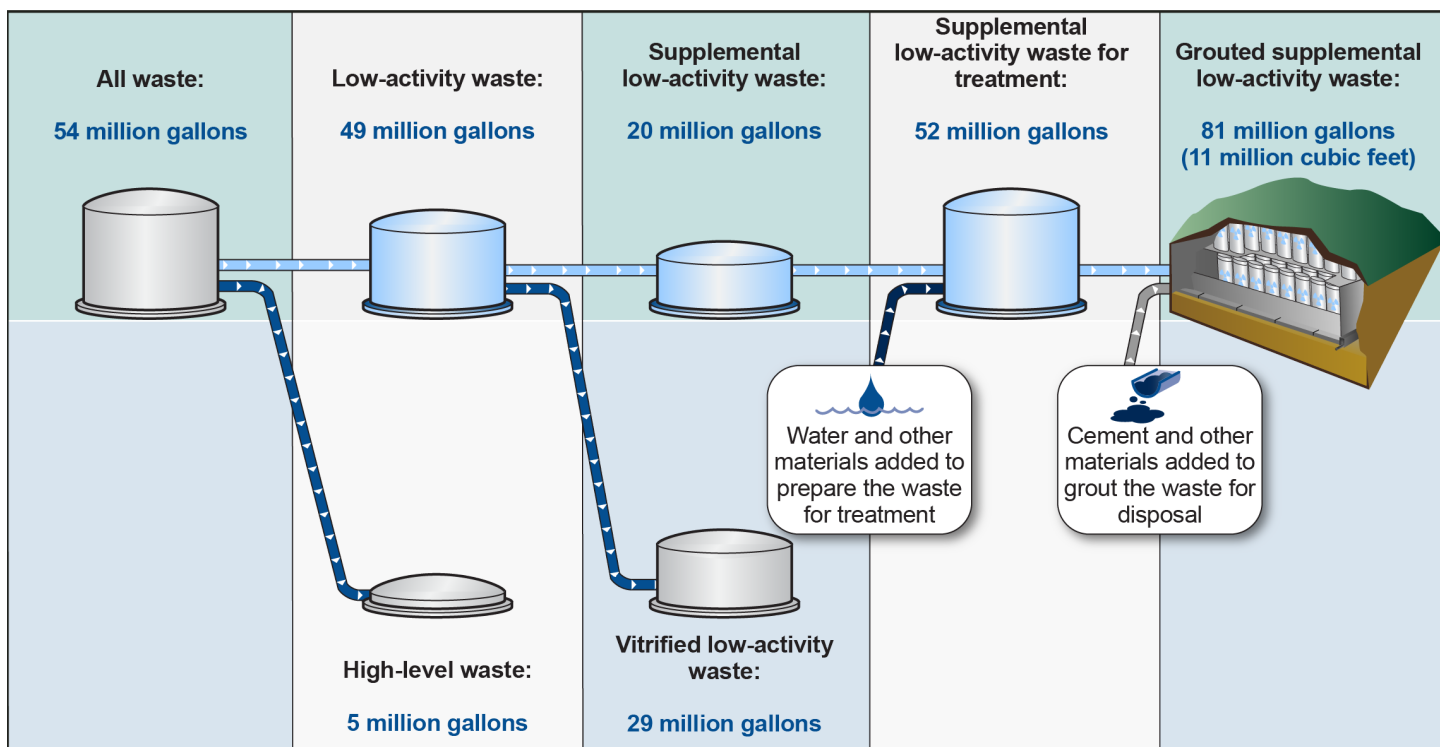 All waste:
54 million gallons
Low-activity waste:
49 million gallons
Supplemental
low-activity waste:
20 million gallons
Supplemental
low-activity waste for
treatment:
52 million gallons
Grouted supplemental
low-activity waste:
81 million gallons
(11 million cubic feet)
Water and other
materials added to
prepare the waste
for treatment
Cement and other
materials added to
grout the waste for
disposal
High-level waste:
5 million gallons
Vitrified low-activity
waste:
29 million gallons